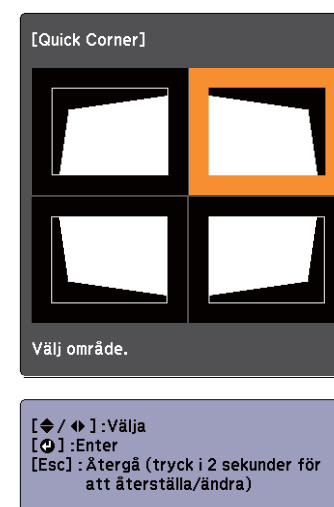 [Quick Corner]
Välj område.
[◆/◆]:Välja
[↵]:Enter
[Esc]:Återgå (tryck i 2 sekunder för
att återställa/ändra)